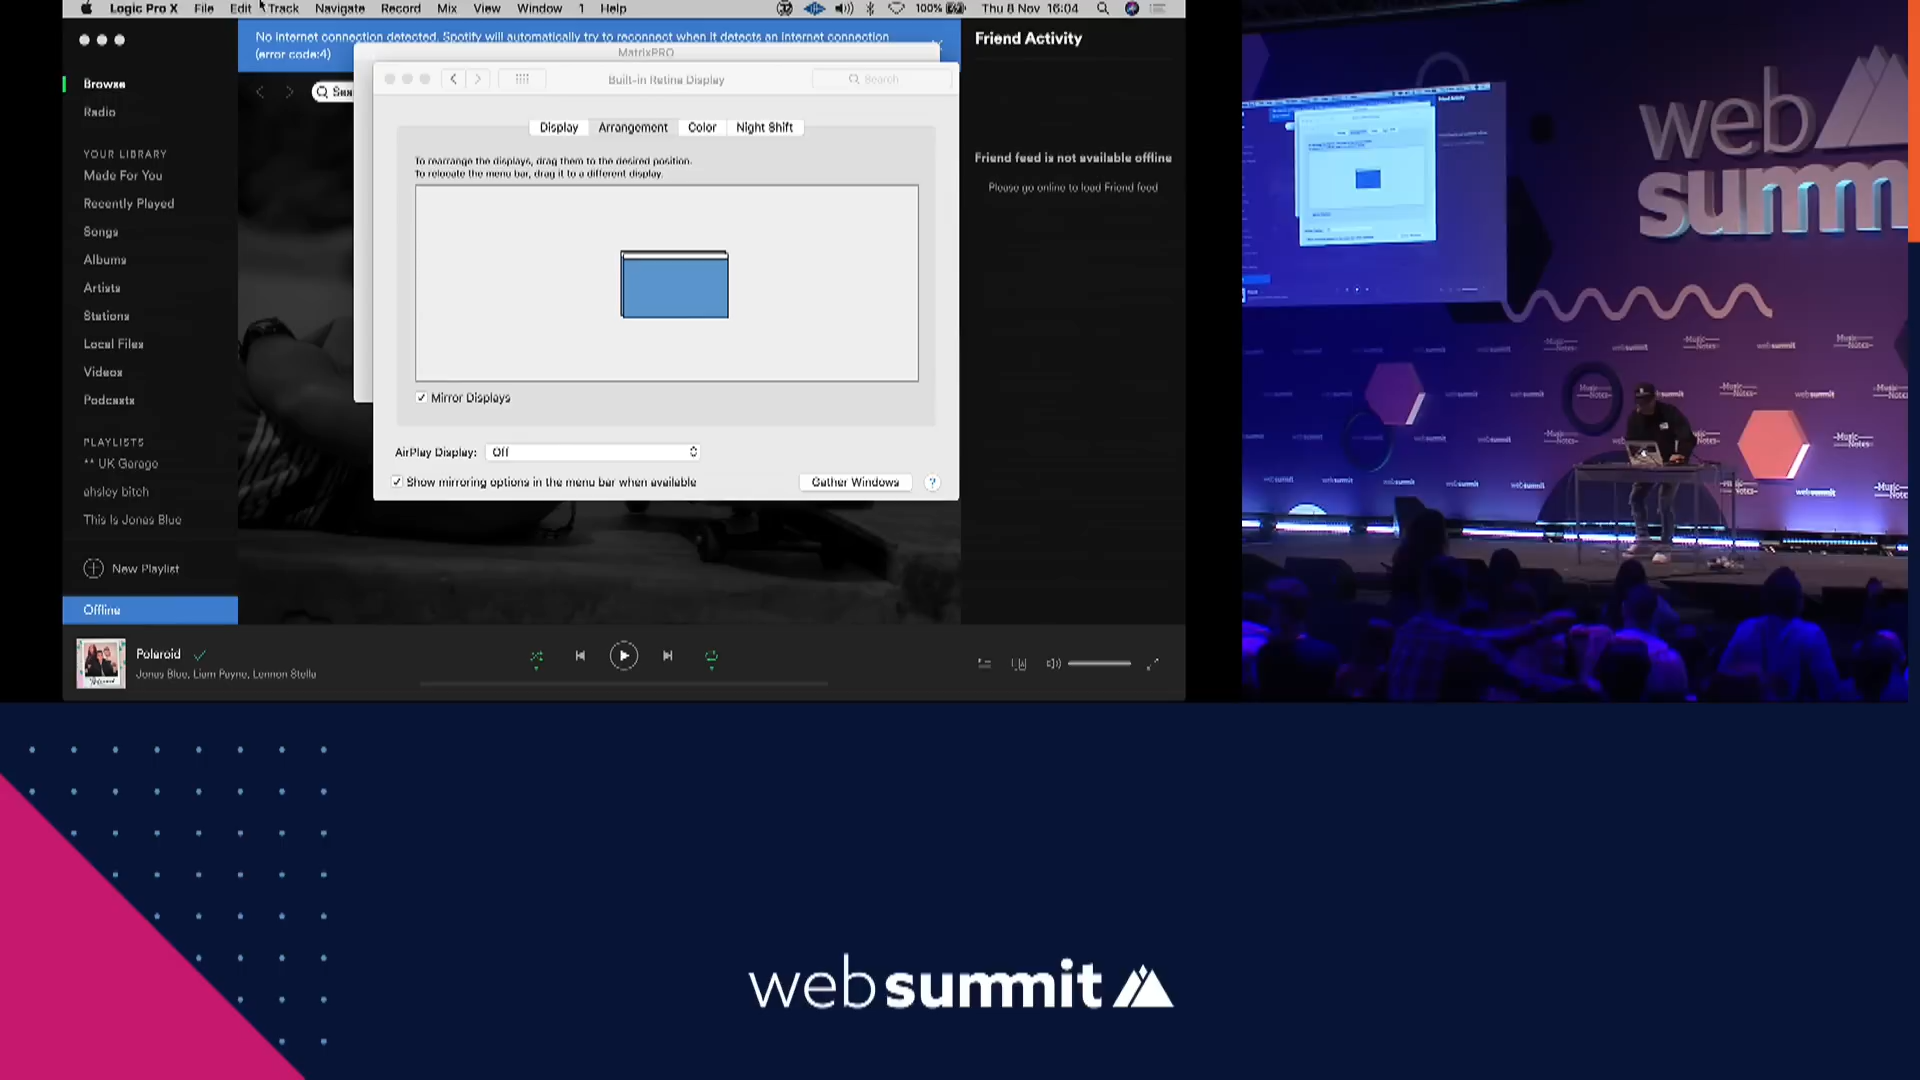 Logic Pro X File Edit Track Navigate Record Mix View Window 1 Help 100% Thu 8 Nov 16:04
No internet connection detected. Spotify will automatically try to reconnect when it detects an internet connection
(error code:4)
Browse
Radio
YOUR LIBRARY
Made For You
Recently Played
Songs
Albums
Artists
Stations
Local Files
Videos
Podcasts
PLAYLISTS
** UK Garage
ahsley bitch
This Is Jonas Blue
New Playlist
Offline
Polaroid
Jonas Blue, Liam Payne, Lennon Stella
MatrixPRO
Built-in Retina Display
Search
Display Arrangement Color Night Shift
To rearrange the displays, drag them to the desired position.
To relocate the menu bar, drag it to a different display.
Mirror Displays
AirPlay Display: Off
Show mirroring options in the menu bar when available
Gather Windows ?
Friend Activity
Friend feed is not available offline
Please go online to load Friend feed
web
summ
web summit